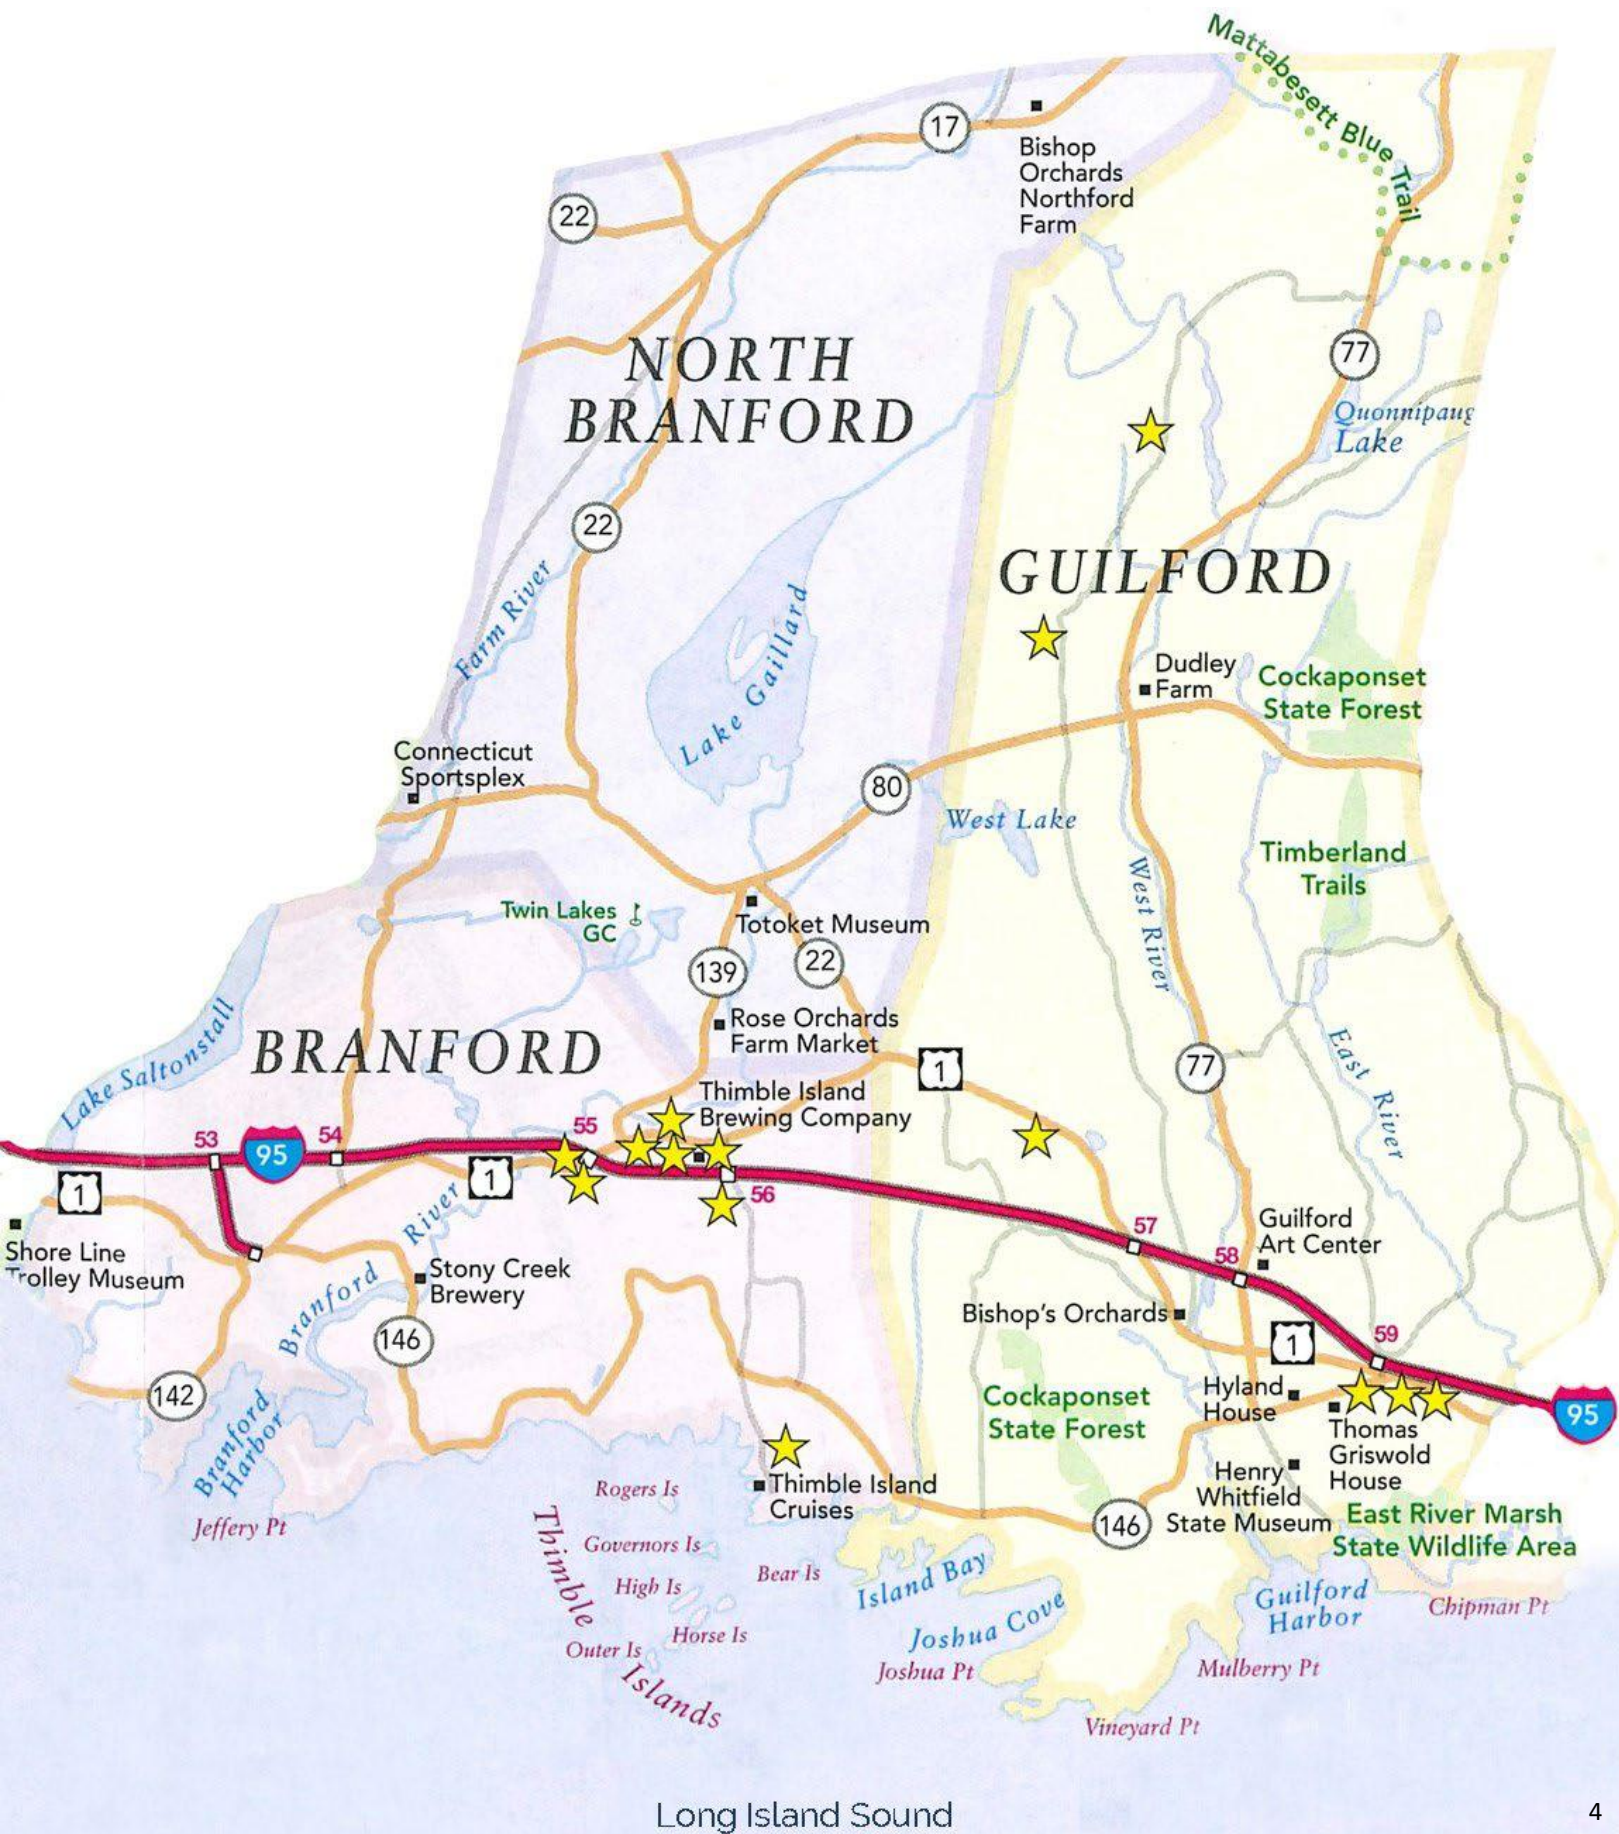 Mattabesett Blue Trail
17
Bishop
Orchards
Northford
Farm
22
NORTH
BRANFORD
77
Quonnipaug
Lake
22
GUILFORD
Farm River
Lake Gaillard
Dudley
Farm
Cockaponset
State Forest
Connecticut
Sportsplex
80
West Lake
Timberland
Trails
West River
Twin Lakes
GC
Totoket Museum
139
22
Rose Orchards
Farm Market
Lake Saltonstall
BRANFORD
1
77
East River
Thimble Island
Brewing Company
53
95
54
55
1
1
56
57
58
59
Guilford
Art Center
Shore Line
Trolley Museum
Branford River
Stony Creek
Brewery
Bishop's Orchards
1
146
142
Branford
Harbor
Hyland
House
Cockaponset
State Forest
95
Thomas
Griswold
House
Henry
Whitfield
State Museum
Thimble Island
Cruises
146
East River Marsh
State Wildlife Area
Jeffery Pt
Rogers Is
Governors Is
High Is
Bear Is
Horse Is
Outer Is
Thimble
Islands
Island Bay
Joshua Cove
Joshua Pt
Guilford
Harbor
Chipman Pt
Mulberry Pt
Vineyard Pt
Long Island Sound
4